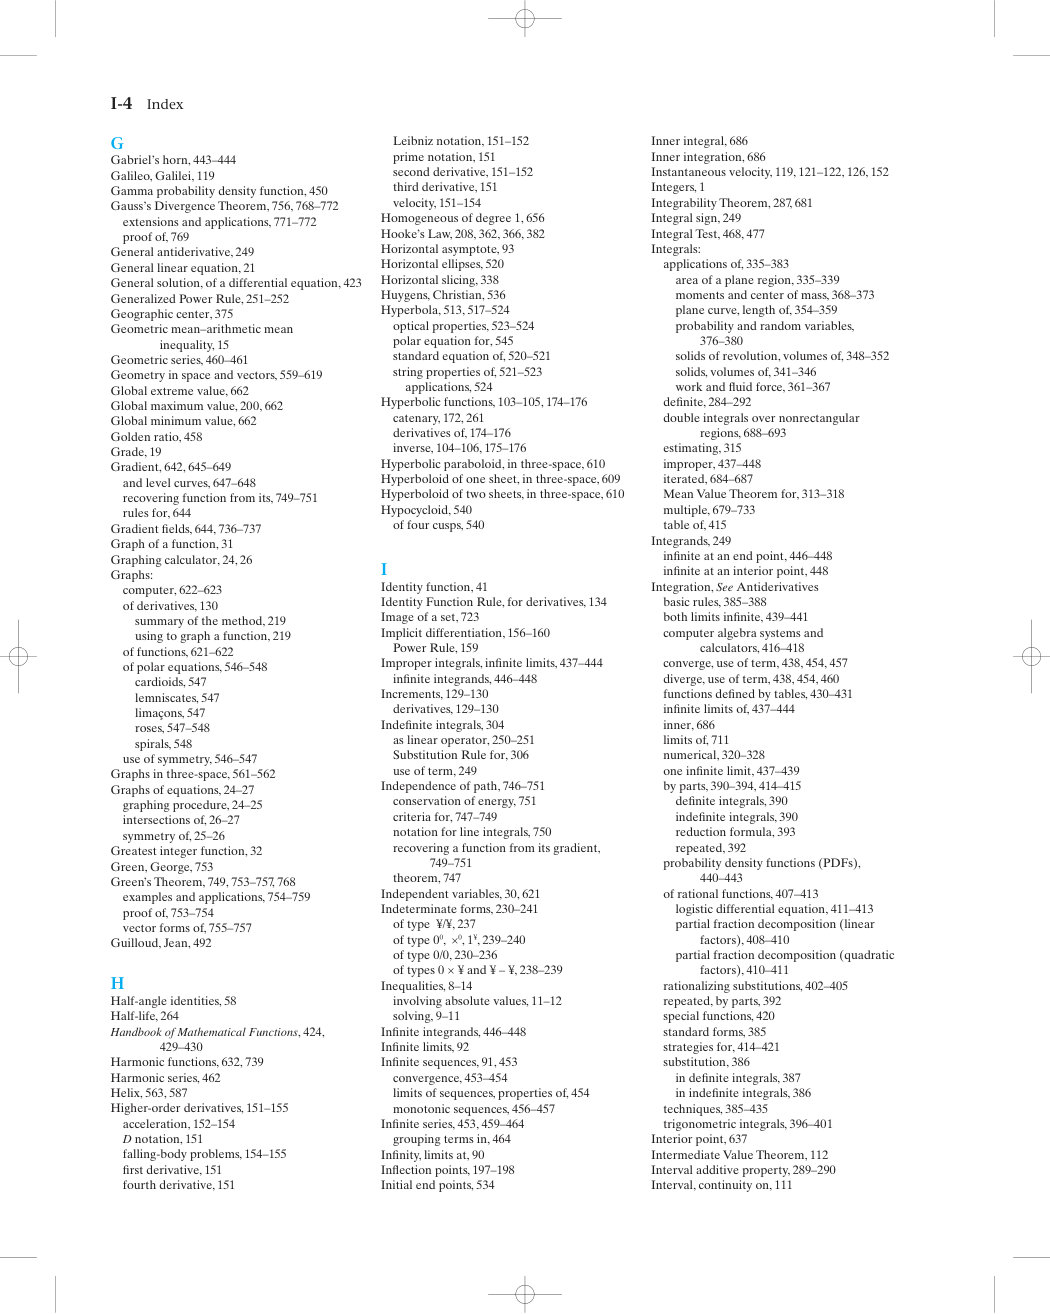 I-4 Index
G
Gabriel's horn, 443–444
Galileo, Galilei, 119
Gamma probability density function, 450
Gauss's Divergence Theorem, 756, 768–772
extensions and applications, 771–772
proof of, 769
General antiderivative, 249
General linear equation, 21
General solution, of a differential equation, 423
Generalized Power Rule, 251–252
Geographic center, 375
Geometric mean–arithmetic mean
inequality, 15
Geometric series, 460–461
Geometry in space and vectors, 559–619
Global extreme value, 662
Global maximum value, 200, 662
Global minimum value, 662
Golden ratio, 458
Grade, 19
Gradient, 642, 645–649
and level curves, 647–648
recovering function from its, 749–751
rules for, 644
Gradient fields, 644, 736–737
Graph of a function, 31
Graphing calculator, 24, 26
Graphs:
computer, 622–623
of derivatives, 130
summary of the method, 219
using to graph a function, 219
of functions, 621–622
of polar equations, 546–548
cardioids, 547
lemniscates, 547
limaçons, 547
roses, 547–548
spirals, 548
use of symmetry, 546–547
Graphs in three-space, 561–562
Graphs of equations, 24–27
graphing procedure, 24–25
intersections of, 26–27
symmetry of, 25–26
Greatest integer function, 32
Green, George, 753
Green's Theorem, 749, 753–757, 768
examples and applications, 754–759
proof of, 753–754
vector forms of, 755–757
Guilloud, Jean, 492
H
Half-angle identities, 58
Half-life, 264
Handbook of Mathematical Functions, 424,
429–430
Harmonic functions, 632, 739
Harmonic series, 462
Helix, 563, 587
Higher-order derivatives, 151–155
acceleration, 152–154
D notation, 151
falling-body problems, 154–155
first derivative, 151
fourth derivative, 151
Leibniz notation, 151–152
prime notation, 151
second derivative, 151–152
third derivative, 151
velocity, 151–154
Homogeneous of degree 1, 656
Hooke's Law, 208, 362, 366, 382
Horizontal asymptote, 93
Horizontal ellipses, 520
Horizontal slicing, 338
Huygens, Christian, 536
Hyperbola, 513, 517–524
optical properties, 523–524
polar equation for, 545
standard equation of, 520–521
string properties of, 521–523
applications, 524
Hyperbolic functions, 103–105, 174–176
catenary, 172, 261
derivatives of, 174–176
inverse, 104–106, 175–176
Hyperbolic paraboloid, in three-space, 610
Hyperboloid of one sheet, in three-space, 609
Hyperboloid of two sheets, in three-space, 610
Hypocycloid, 540
of four cusps, 540
I
Identity function, 41
Identity Function Rule, for derivatives, 134
Image of a set, 723
Implicit differentiation, 156–160
Power Rule, 159
Improper integrals, infinite limits, 437–444
infinite integrands, 446–448
Increments, 129–130
derivatives, 129–130
Indefinite integrals, 304
as linear operator, 250–251
Substitution Rule for, 306
use of term, 249
Independence of path, 746–751
conservation of energy, 751
criteria for, 747–749
notation for line integrals, 750
recovering a function from its gradient,
749–751
theorem, 747
Independent variables, 30, 621
Indeterminate forms, 230–241
of type ¥/¥, 237
of type 0⁰, ×⁰, 1^¥, 239–240
of type 0/0, 230–236
of types 0 × ¥ and ¥ – ¥, 238–239
Inequalities, 8–14
involving absolute values, 11–12
solving, 9–11
Infinite integrands, 446–448
Infinite limits, 92
Infinite sequences, 91, 453
convergence, 453–454
limits of sequences, properties of, 454
monotonic sequences, 456–457
Infinite series, 453, 459–464
grouping terms in, 464
Infinity, limits at, 90
Inflection points, 197–198
Initial end points, 534
Inner integral, 686
Inner integration, 686
Instantaneous velocity, 119, 121–122, 126, 152
Integers, 1
Integrability Theorem, 287, 681
Integral sign, 249
Integral Test, 468, 477
Integrals:
applications of, 335–383
area of a plane region, 335–339
moments and center of mass, 368–373
plane curve, length of, 354–359
probability and random variables,
376–380
solids of revolution, volumes of, 348–352
solids, volumes of, 341–346
work and fluid force, 361–367
definite, 284–292
double integrals over nonrectangular
regions, 688–693
estimating, 315
improper, 437–448
iterated, 684–687
Mean Value Theorem for, 313–318
multiple, 679–733
table of, 415
Integrands, 249
infinite at an end point, 446–448
infinite at an interior point, 448
Integration, See Antiderivatives
basic rules, 385–388
both limits infinite, 439–441
computer algebra systems and
calculators, 416–418
converge, use of term, 438, 454, 457
diverge, use of term, 438, 454, 460
functions defined by tables, 430–431
infinite limits of, 437–444
inner, 686
limits of, 711
numerical, 320–328
one infinite limit, 437–439
by parts, 390–394, 414–415
definite integrals, 390
indefinite integrals, 390
reduction formula, 393
repeated, 392
probability density functions (PDFs),
440–443
of rational functions, 407–413
logistic differential equation, 411–413
partial fraction decomposition (linear
factors), 408–410
partial fraction decomposition (quadratic
factors), 410–411
rationalizing substitutions, 402–405
repeated, by parts, 392
special functions, 420
standard forms, 385
strategies for, 414–421
substitution, 386
in definite integrals, 387
in indefinite integrals, 386
techniques, 385–435
trigonometric integrals, 396–401
Interior point, 637
Intermediate Value Theorem, 112
Interval additive property, 289–290
Interval, continuity on, 111